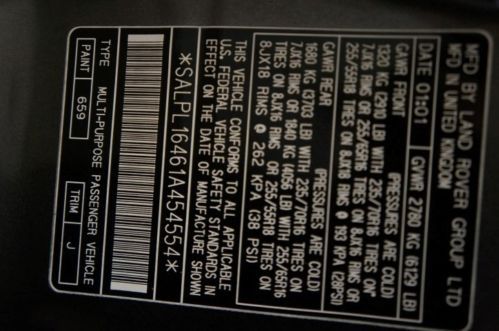 MFD BY LAND ROVER GROUP LTD
MFD IN UNITED KINGDOM
DATE 01:01 GVWR 2780 KG (6129 LB)
GAWR FRONT (PRESSURES ARE COLD)
1320 KG (2910 LB) WITH 235/70R16 TIRES ON
7JX16 RIMS OR 255/65R16 TIRES ON 8JX16 RIMS OR
255/55R18 TIRES ON 8JX18 RIMS @ 193 KPA (28PSI)
GAWR REAR (PRESSURES ARE COLD)
1680 KG (3703 LB) WITH 235/70R16 TIRES ON
7JX16 RIMS OR 1840 KG (4056 LB) WITH 255/65R16
TIRES ON 8JX16 RIMS OR 255/55R18 TIRES ON
8JX18 RIMS @ 262 KPA (38 PSI)
THIS VEHICLE CONFORMS TO ALL APPLICABLE
U.S. FEDERAL VEHICLE SAFETY STANDARDS IN
EFFECT ON THE DATE OF MANUFACTURE SHOWN
*SALPL16461A454554*
TYPE MULTI-PURPOSE PASSENGER VEHICLE
PAINT 659 TRIM J